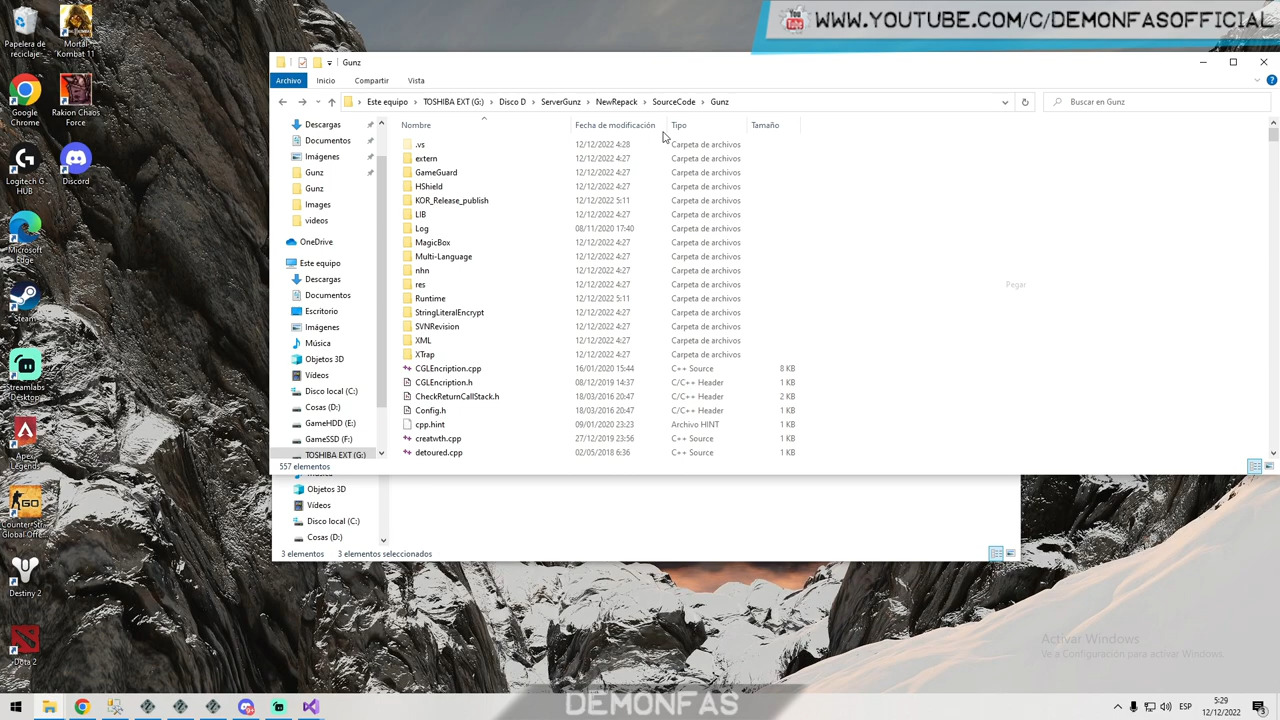 WWW.YOUTUBE.COM/C/DEMONFASOFFICIAL
Papelera de reciclaje
Mortal Kombat 11
Google Chrome
Rakion Chaos Force
Logitech G HUB
Discord
Microsoft Edge
Steam
Streamlabs Desktop
Apex Legends
Counter-Str... Global Offe...
Destiny 2
Dota 2
Gunz
Archivo Inicio Compartir Vista
Este equipo > TOSHIBA EXT (G:) > Disco D > ServerGunz > NewRepack > SourceCode > Gunz
Buscar en Gunz
Descargas
Documentos
Imágenes
Gunz
Gunz
Images
videos
OneDrive
Este equipo
Descargas
Documentos
Escritorio
Imágenes
Música
Objetos 3D
Vídeos
Disco local (C:)
Cosas (D:)
GameHDD (E:)
GameSSD (F:)
TOSHIBA EXT (G:)
Nombre Fecha de modificación Tipo Tamaño
.vs 12/12/2022 4:28 Carpeta de archivos
extern 12/12/2022 4:27 Carpeta de archivos
GameGuard 12/12/2022 4:27 Carpeta de archivos
HShield 12/12/2022 4:27 Carpeta de archivos
KOR_Release_publish 12/12/2022 5:11 Carpeta de archivos
LIB 12/12/2022 4:27 Carpeta de archivos
Log 08/11/2020 17:40 Carpeta de archivos
MagicBox 12/12/2022 4:27 Carpeta de archivos
Multi-Language 12/12/2022 4:27 Carpeta de archivos
nhn 12/12/2022 4:27 Carpeta de archivos
res 12/12/2022 4:27 Carpeta de archivos
Runtime 12/12/2022 5:11 Carpeta de archivos
StringLiteralEncrypt 12/12/2022 4:27 Carpeta de archivos
SVNRevision 12/12/2022 4:27 Carpeta de archivos
XML 12/12/2022 4:27 Carpeta de archivos
XTrap 12/12/2022 4:27 Carpeta de archivos
CGLEncription.cpp 16/01/2020 15:44 C++ Source 8 KB
CGLEncription.h 08/12/2019 14:37 C/C++ Header 1 KB
CheckReturnCallStack.h 18/03/2016 20:47 C/C++ Header 2 KB
Config.h 18/03/2016 20:47 C/C++ Header 1 KB
cpp.hint 09/01/2020 23:23 Archivo HINT 1 KB
creatwth.cpp 27/12/2019 23:56 C++ Source 1 KB
detoured.cpp 02/05/2018 6:36 C++ Source 1 KB
Pegar
557 elementos
Objetos 3D
Vídeos
Disco local (C:)
Cosas (D:)
3 elementos 3 elementos seleccionados
Activar Windows
Ve a Configuración para activar Windows.
DEMONFAS
ESP
5:29
12/12/2022
3